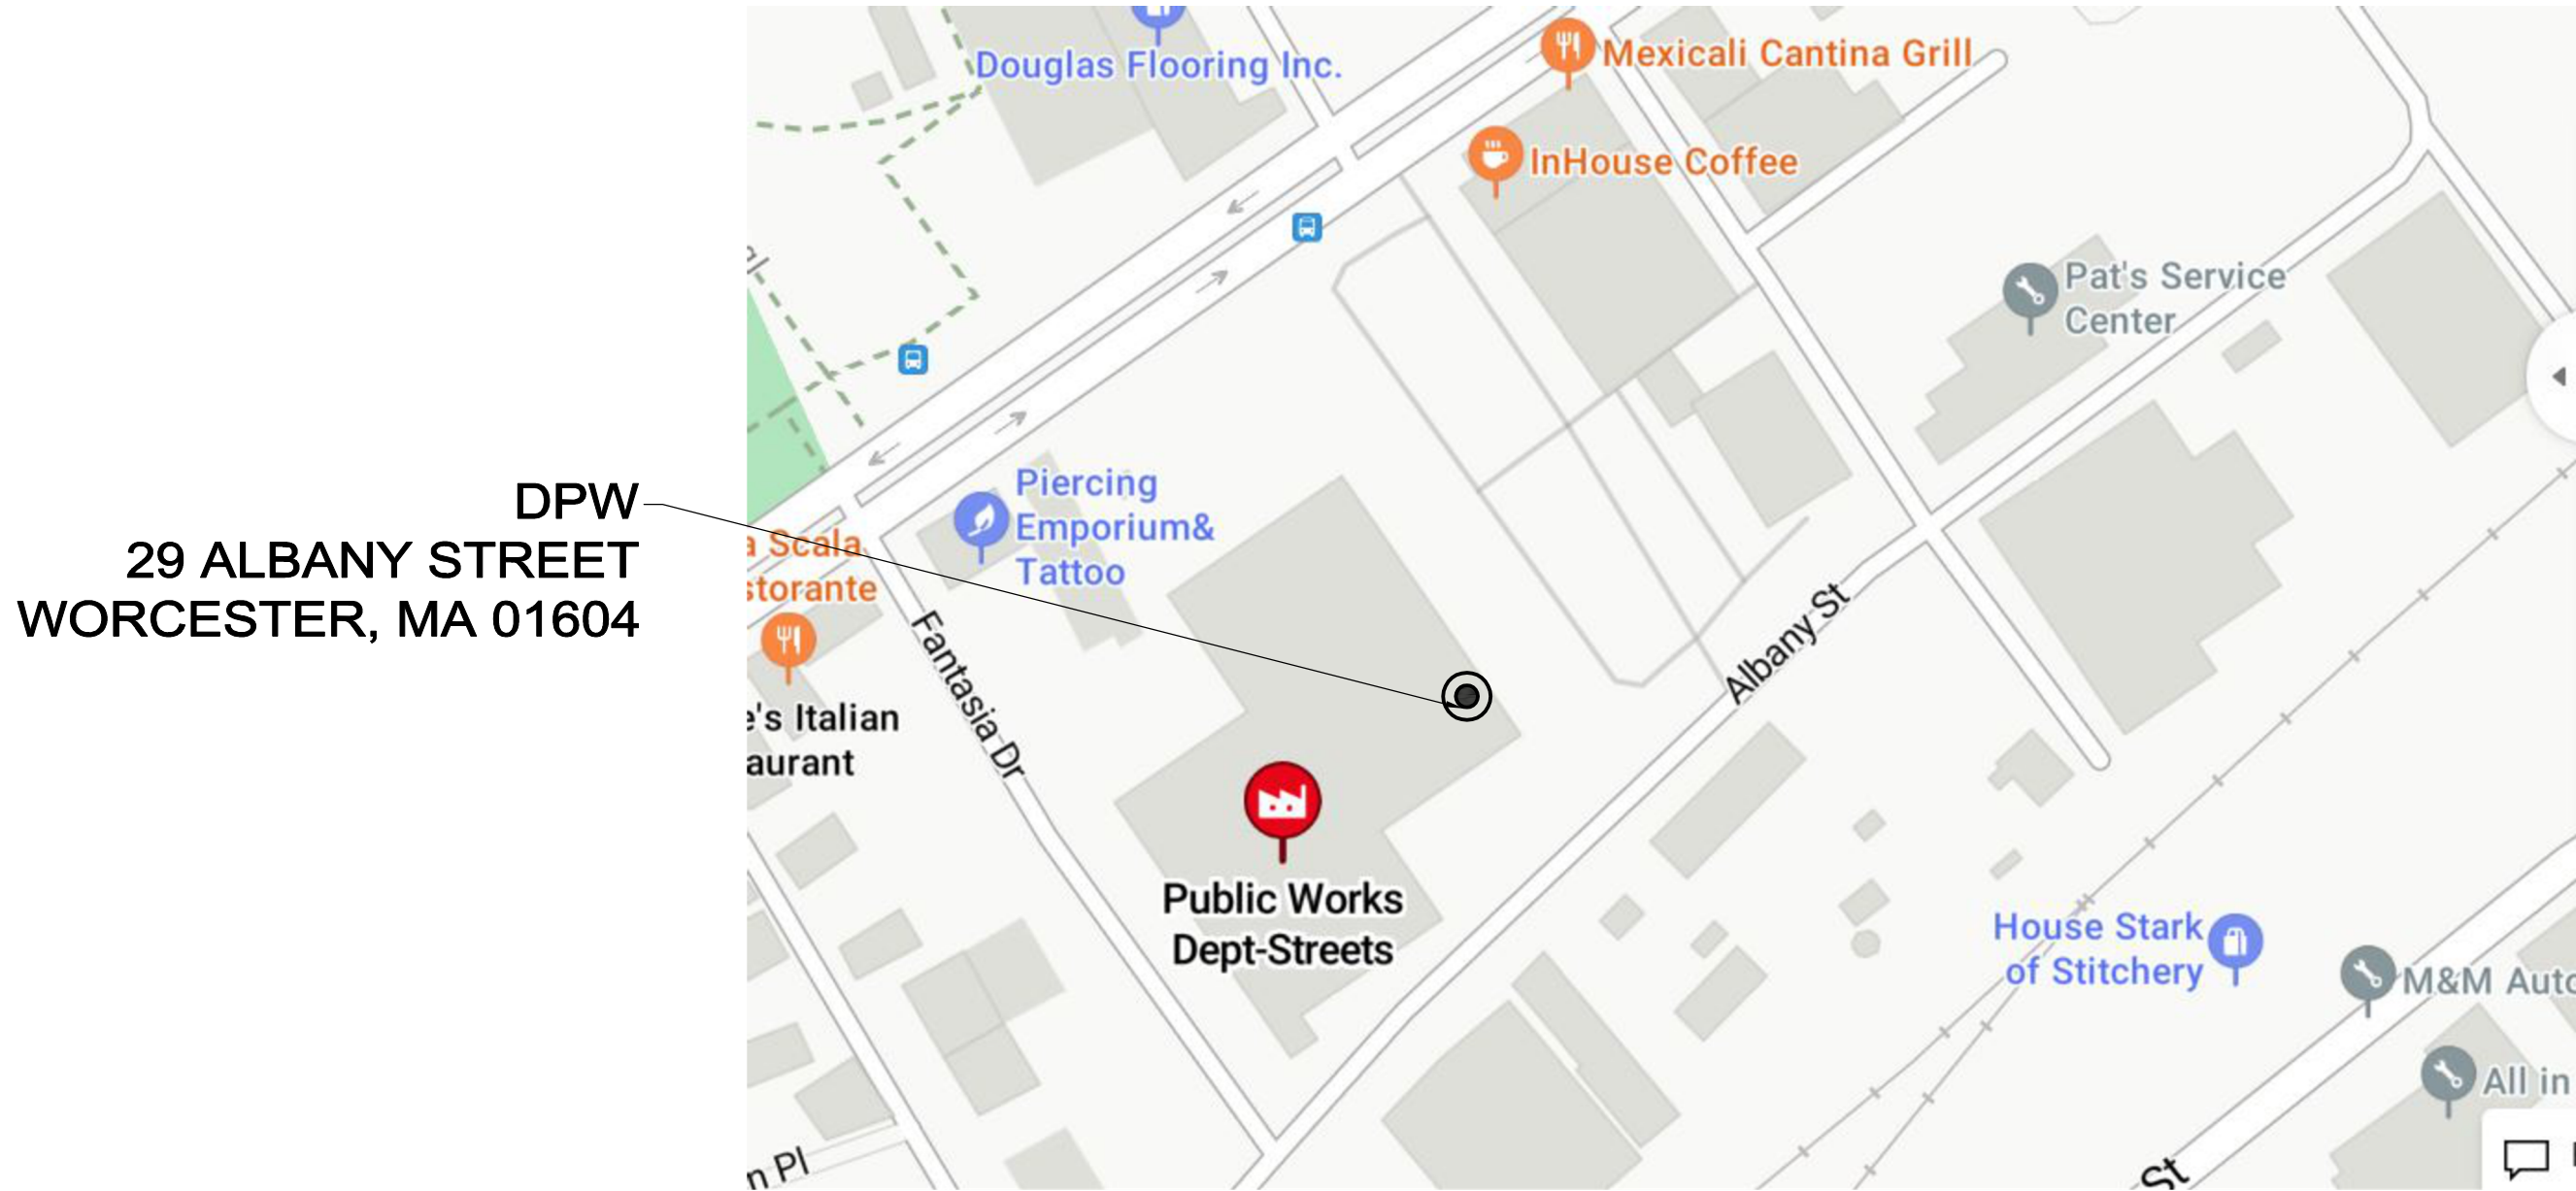 DPW
29 ALBANY STREET
WORCESTER, MA 01604
Douglas Flooring Inc.
Mexicali Cantina Grill
InHouse Coffee
Pat's Service
Center
Piercing
Emporium&
Tattoo
a Scala
storante
Fantasia Dr
e's Italian
aurant
Albany St
Public Works
Dept-Streets
House Stark
of Stitchery
M&M Auto
All in
n Pl
St